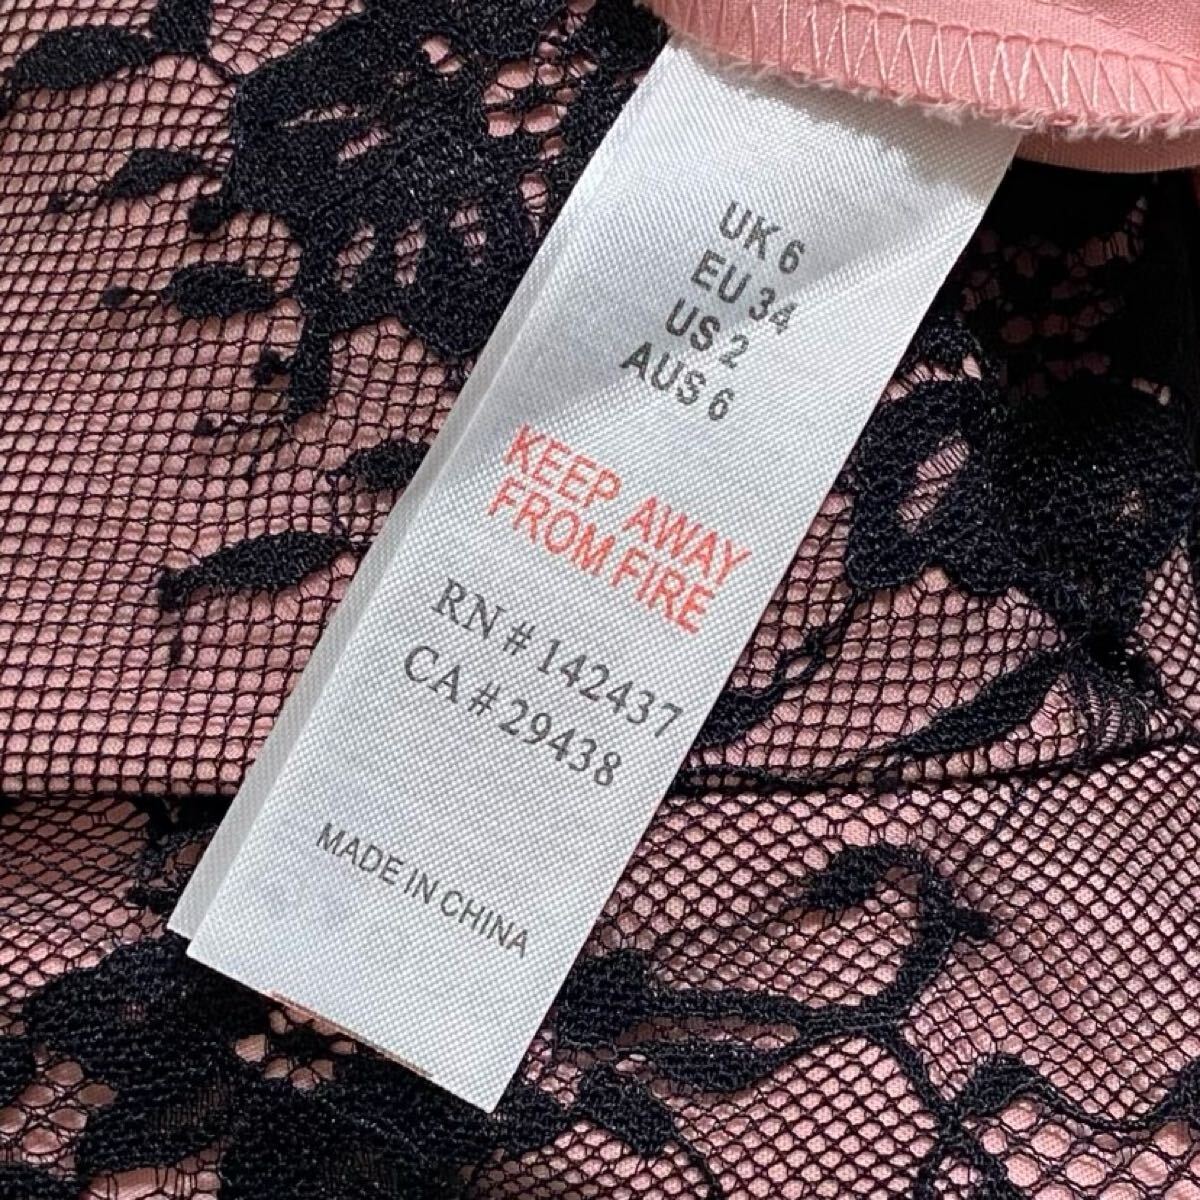 UK 6
EU 34
US 2
AUS 6
KEEP AWAY
FROM FIRE
RN # 142437
CA # 29438
MADE IN CHINA